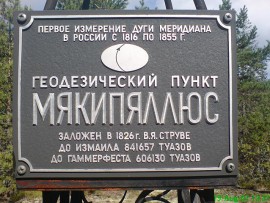 ПЕРВОЕ ИЗМЕРЕНИЕ ДУГИ МЕРИДИАНА
В РОССИИ С 1816 ПО 1855 Г.
ГЕОДЕЗИЧЕСКИЙ ПУНКТ
МЯКИПЯЛЛЮС
ЗАЛОЖЕН В 1826г. В.Я. СТРУВЕ
ДО ИЗМАИЛА 841657 ТУАЗОВ
ДО ГАММЕРФЕСТА 606130 ТУАЗОВ